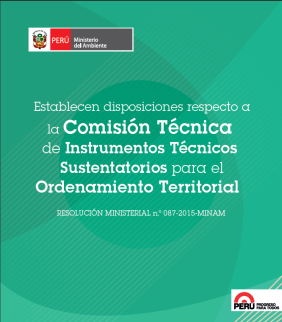 PERÚ
Ministerio
del Ambiente
Establecen disposiciones respecto a
la Comisión Técnica
de Instrumentos Técnicos
Sustentatorios para el
Ordenamiento Territorial
RESOLUCIÓN MINISTERIAL n.° 087-2015-MINAM
PERÚ PROGRESO
PARA TODOS